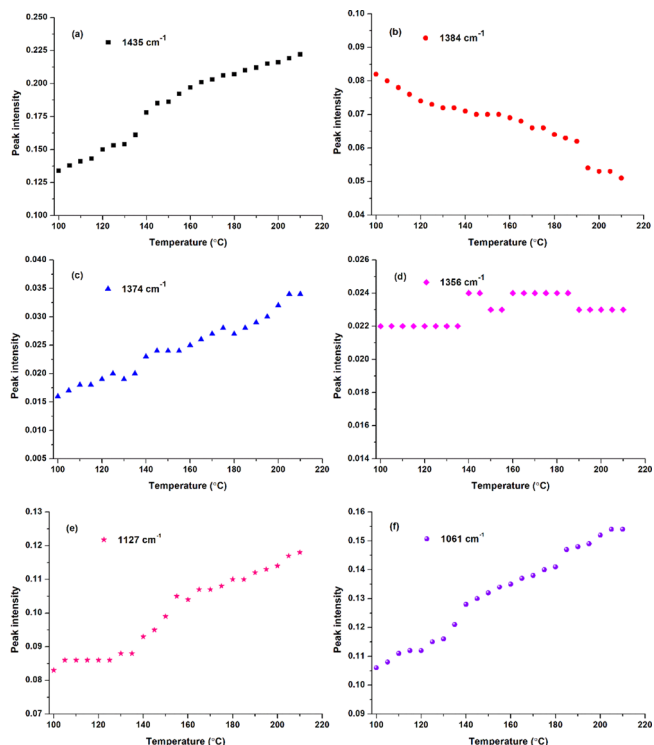 (a)
1435 cm-1
Peak intensity
0.250
0.225
0.200
0.175
0.150
0.125
0.100
100 120 140 160 180 200 220
Temperature (°C)
(b)
1384 cm-1
Peak intensity
0.10
0.09
0.08
0.07
0.06
0.05
0.04
100 120 140 160 180 200 220
Temperature (°C)
(c)
1374 cm-1
Peak intensity
0.040
0.035
0.030
0.025
0.020
0.015
0.010
0.005
100 120 140 160 180 200 220
Temperature (°C)
(d)
1356 cm-1
Peak intensity
0.026
0.024
0.022
0.020
0.018
0.016
0.014
100 120 140 160 180 200 220
Temperature (°C)
(e)
1127 cm-1
Peak intensity
0.13
0.12
0.11
0.10
0.09
0.08
0.07
100 120 140 160 180 200 220
Temperature (°C)
(f)
1061 cm-1
Peak intensity
0.16
0.15
0.14
0.13
0.12
0.11
0.10
0.09
100 120 140 160 180 200 220
Temperature (°C)